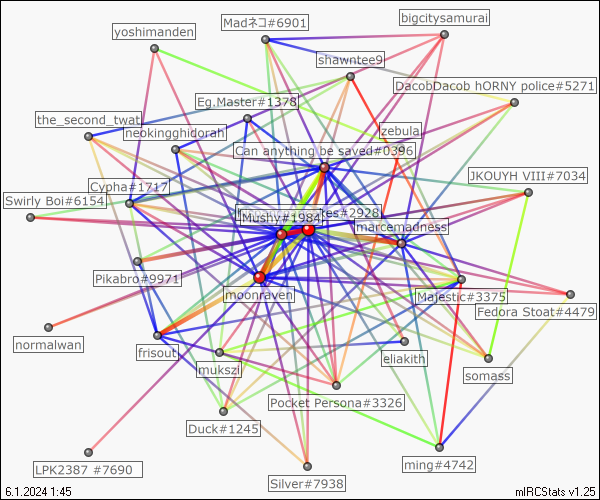 bigcitysamurai
Madネコ#6901
yoshimanden
shawntee9
DacobDacob hORNY police#5271
Eg.Master#1378
the_second_twat
zebula
neokingghidorah
Can anything be saved#0396
JKOUYH VIII#7034
Cypha#1717
Swirly Boi#6154
Mushy#1984
#2928
marcemadness
Pikabro#9971
moonraven
Majestic#3375
Fedora Stoat#4479
normalwan
frisout
eliakith
mukszi
somass
Pocket Persona#3326
Duck#1245
ming#4742
LPK2387 #7690
Silver#7938
6.1.2024 1:45
mIRCStats v1.25